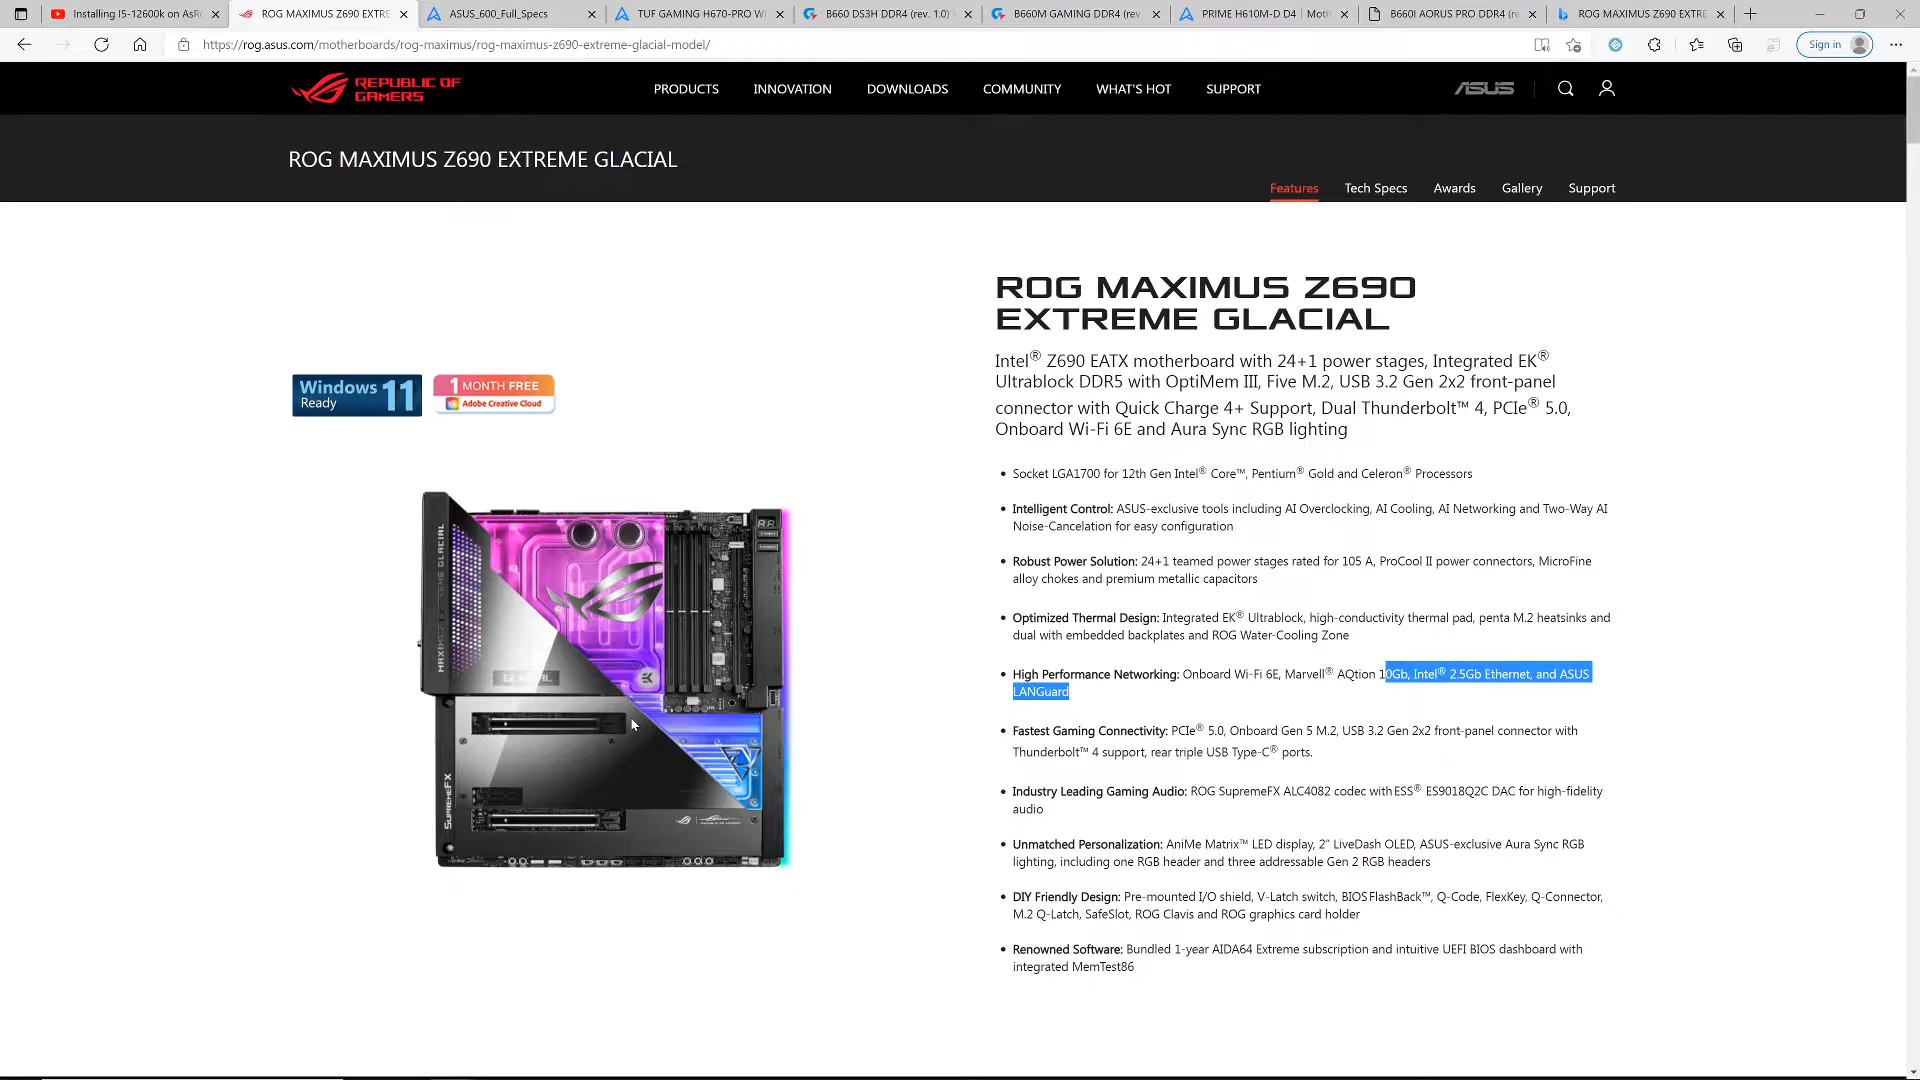 Installing I5-12600k on AsRo
ROG MAXIMUS Z690 EXTRE
ASUS_600_Full_Specs
TUF GAMING H670-PRO W
B660 DS3H DDR4 (rev. 1.0)
B660M GAMING DDR4 (rev
PRIME H610M-D D4 | Moth
B660I AORUS PRO DDR4 (re
ROG MAXIMUS Z690 EXTRE
https://rog.asus.com/motherboards/rog-maximus/rog-maximus-z690-extreme-glacial-model/
Sign in
REPUBLIC OF
GAMERS
PRODUCTS
INNOVATION
DOWNLOADS
COMMUNITY
WHAT'S HOT
SUPPORT
ASUS
ROG MAXIMUS Z690 EXTREME GLACIAL
Features
Tech Specs
Awards
Gallery
Support
ROG MAXIMUS Z690
EXTREME GLACIAL
Intel® Z690 EATX motherboard with 24+1 power stages, Integrated EK®
Ultrablock DDR5 with OptiMem III, Five M.2, USB 3.2 Gen 2x2 front-panel
connector with Quick Charge 4+ Support, Dual Thunderbolt™ 4, PCIe® 5.0,
Onboard Wi-Fi 6E and Aura Sync RGB lighting
Windows 11
Ready
1 MONTH FREE
Adobe Creative Cloud
• Socket LGA1700 for 12th Gen Intel® Core™, Pentium® Gold and Celeron® Processors
• Intelligent Control: ASUS-exclusive tools including AI Overclocking, AI Cooling, AI Networking and Two-Way AI
Noise-Cancelation for easy configuration
• Robust Power Solution: 24+1 teamed power stages rated for 105 A, ProCool II power connectors, MicroFine
alloy chokes and premium metallic capacitors
• Optimized Thermal Design: Integrated EK® Ultrablock, high-conductivity thermal pad, penta M.2 heatsinks and
dual with embedded backplates and ROG Water-Cooling Zone
• High Performance Networking: Onboard Wi-Fi 6E, Marvell® AQtion 10Gb, Intel® 2.5Gb Ethernet, and ASUS
LANGuard
• Fastest Gaming Connectivity: PCIe® 5.0, Onboard Gen 5 M.2, USB 3.2 Gen 2x2 front-panel connector with
Thunderbolt™ 4 support, rear triple USB Type-C® ports.
• Industry Leading Gaming Audio: ROG SupremeFX ALC4082 codec with ESS® ES9018Q2C DAC for high-fidelity
audio
• Unmatched Personalization: AniMe Matrix™ LED display, 2" LiveDash OLED, ASUS-exclusive Aura Sync RGB
lighting, including one RGB header and three addressable Gen 2 RGB headers
• DIY Friendly Design: Pre-mounted I/O shield, V-Latch switch, BIOS FlashBack™, Q-Code, FlexKey, Q-Connector,
M.2 Q-Latch, SafeSlot, ROG Clavis and ROG graphics card holder
• Renowned Software: Bundled 1-year AIDA64 Extreme subscription and intuitive UEFI BIOS dashboard with
integrated MemTest86
MAXIMUS EXTREME GLACIAL
SUPREMEFX